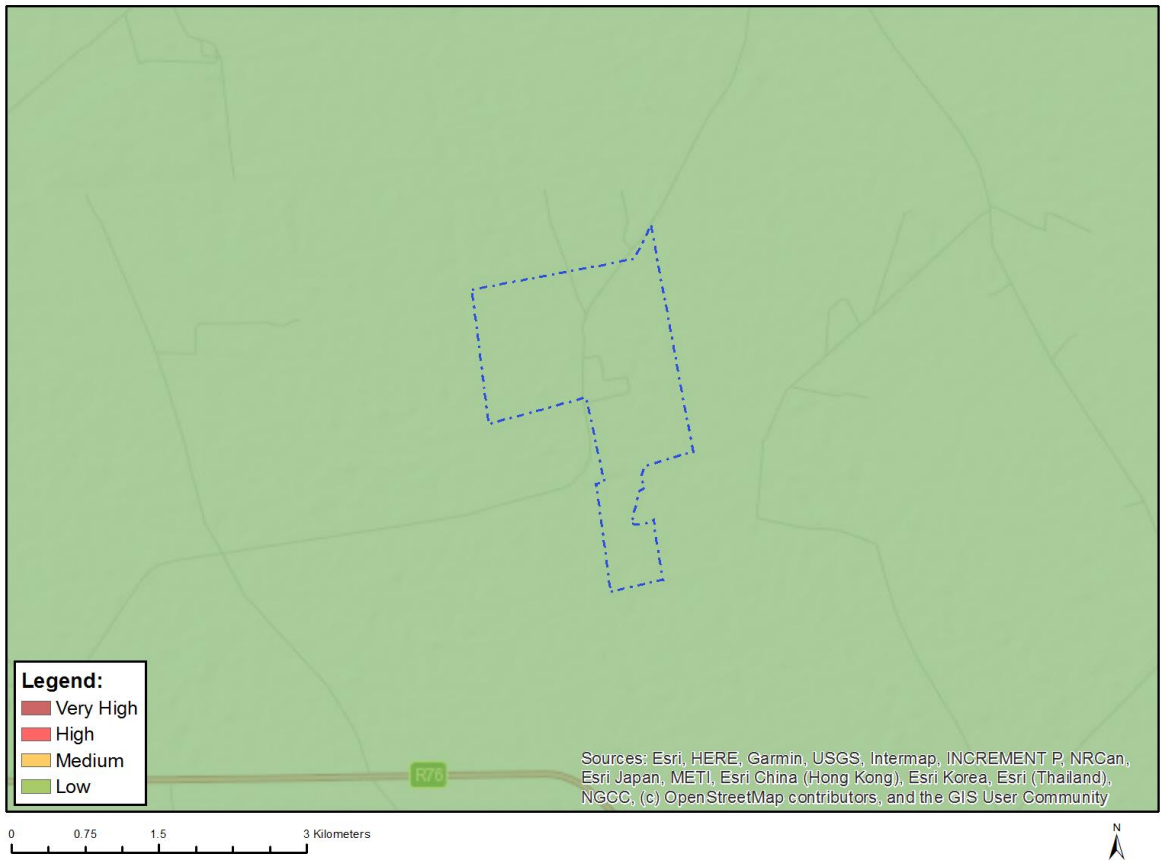 Legend:
Very High
High
Medium
Low
R76
Sources: Esri, HERE, Garmin, USGS, Intermap, INCREMENT P, NRCan,
Esri Japan, METI, Esri China (Hong Kong), Esri Korea, Esri (Thailand),
NGCC, (c) OpenStreetMap contributors, and the GIS User Community
0 0.75 1.5 3 Kilometers
N